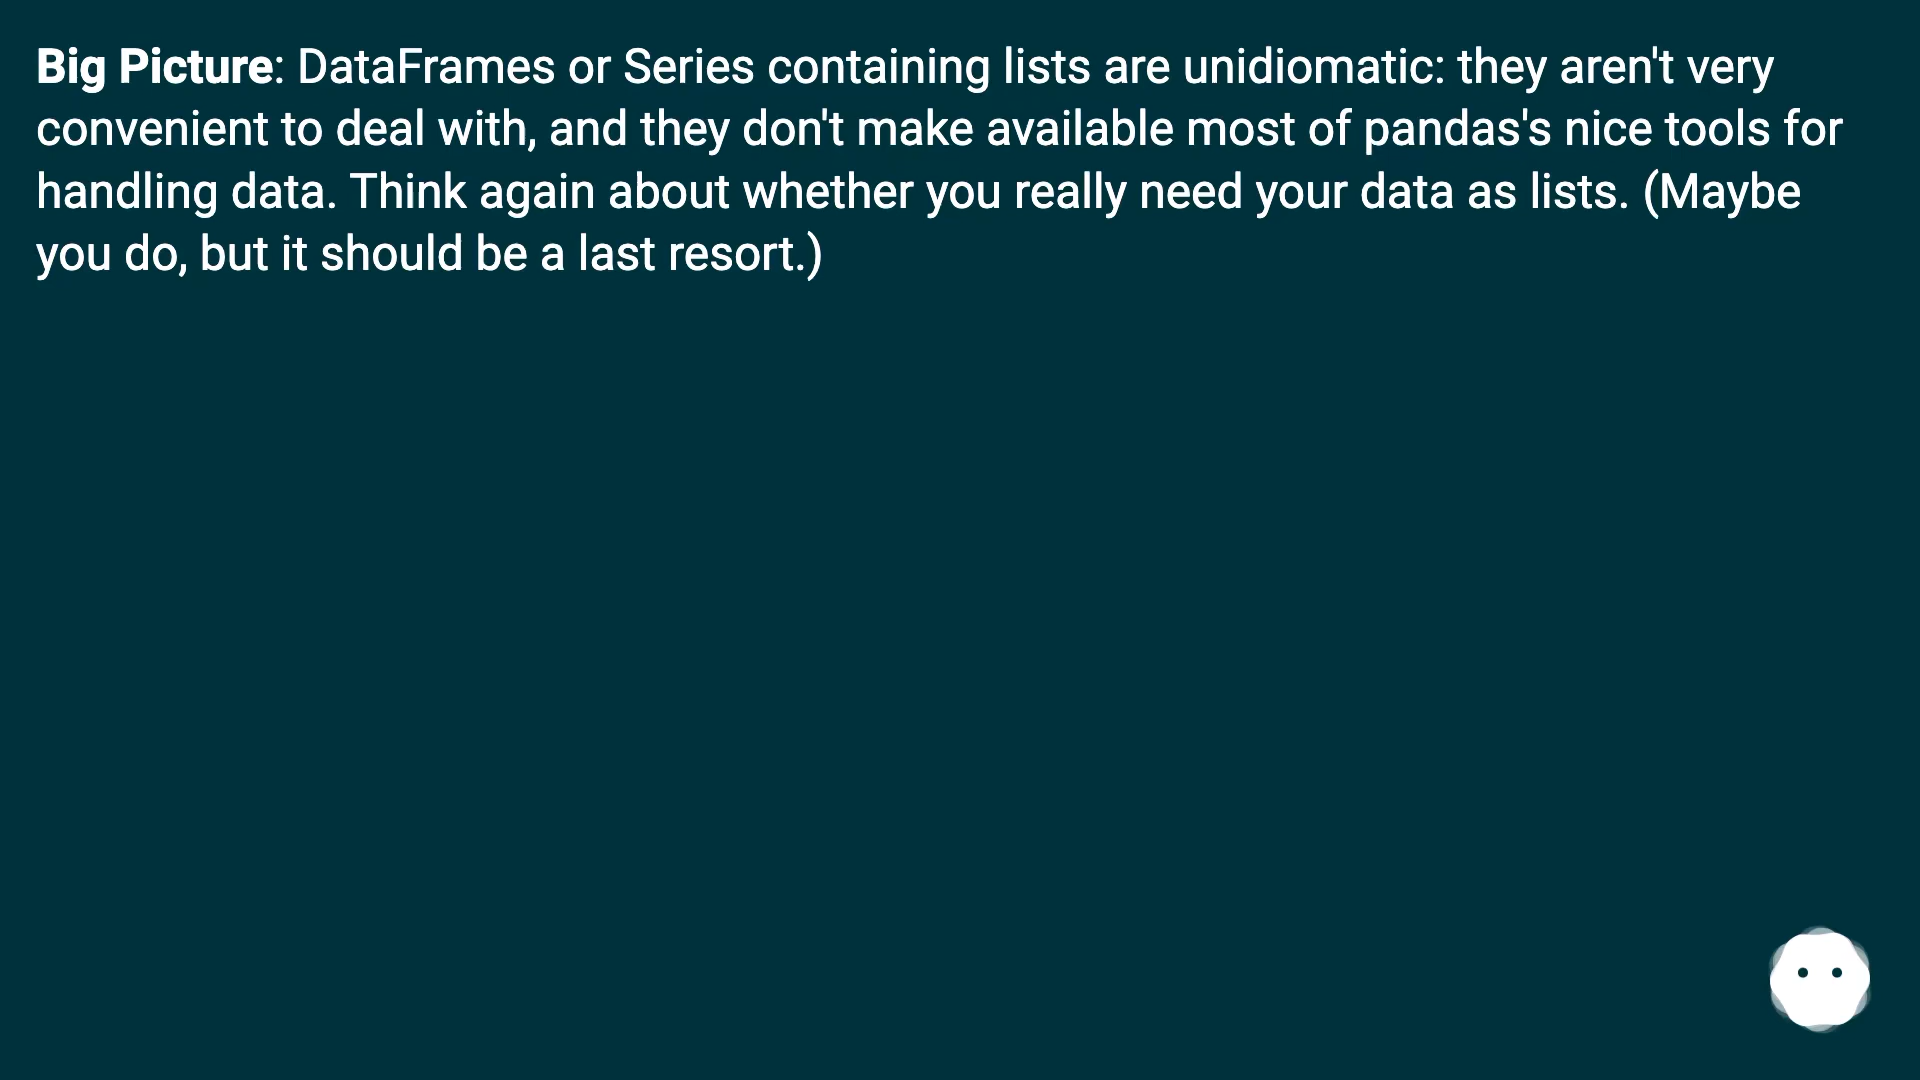 Big Picture: DataFrames or Series containing lists are unidiomatic: they aren't very
convenient to deal with, and they don't make available most of pandas's nice tools for
handling data. Think again about whether you really need your data as lists. (Maybe
you do, but it should be a last resort.)